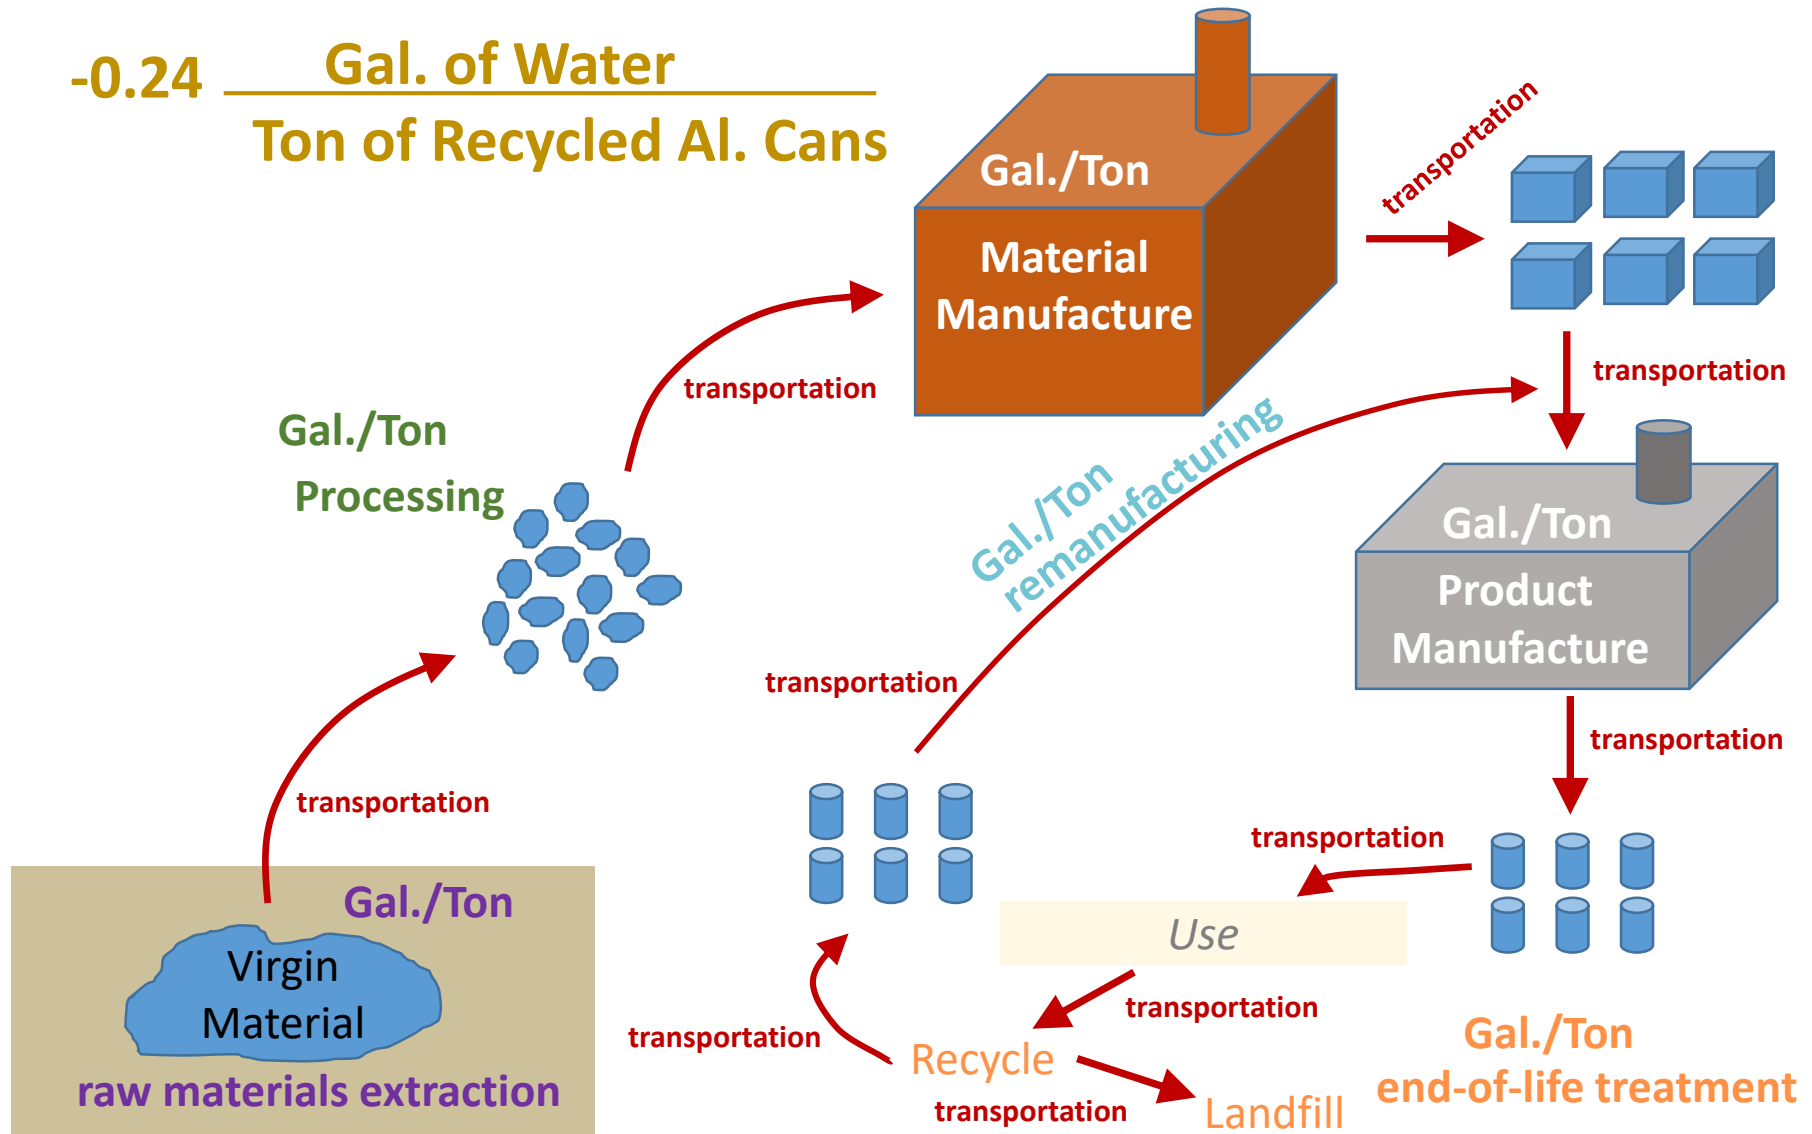 -0.24
Gal. of Water
Ton of Recycled Al. Cans
Gal./Ton
Material
Manufacture
transportation
transportation
transportation
Gal./Ton
Processing
Gal./Ton
remanufacturing
Gal./Ton
Product
Manufacture
transportation
transportation
transportation
transportation
Gal./Ton
Virgin
Material
raw materials extraction
Use
transportation
transportation
Recycle
transportation
Landfill
Gal./Ton
end-of-life treatment